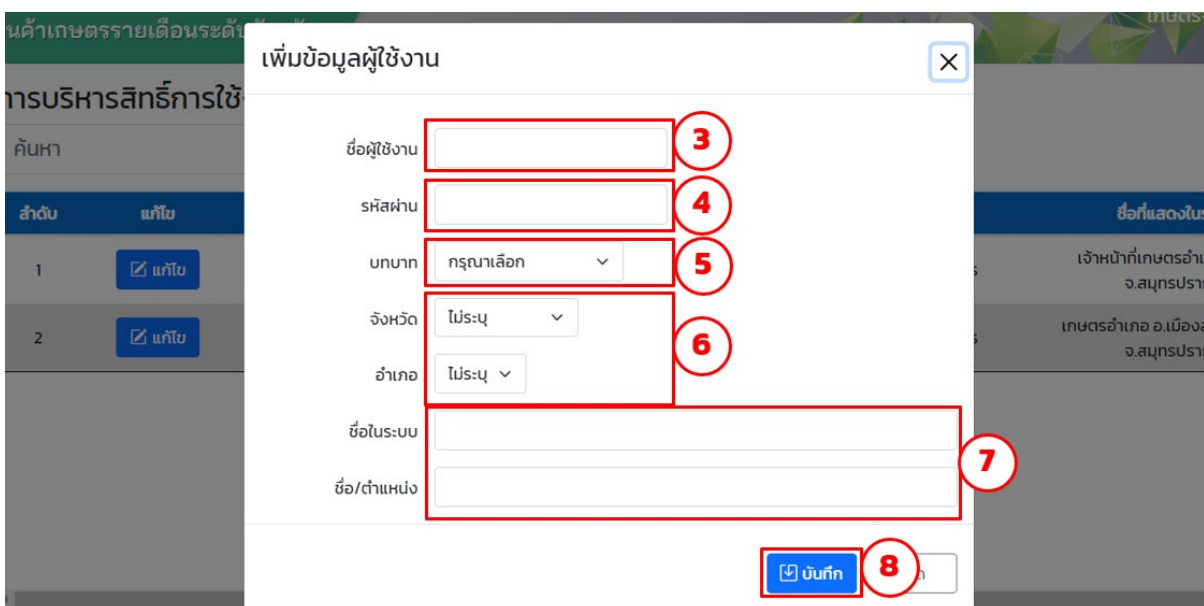 นค้าเกษตรรายเดือนระดับ
เพิ่มข้อมูลผู้ใช้งาน
ารบริหารสิทธิ์การใช้
ค้นหา
ชื่อผู้ใช้งาน
3
รหัสผ่าน
4
ลำดับ
แก้ไข
ชื่อที่แสดงใน
บทบาท
กรุณาเลือก
5
1
แก้ไข
เจ้าหน้าที่เกษตรอำเ
จ.สมุทรปรา
จังหวัด
ไม่ระบุ
6
2
แก้ไข
เกษตรอำเภอ อ.เมือง
จ.สมุทรปรา
อำเภอ
ไม่ระบุ
ชื่อในระบบ
7
ชื่อ/ตำแหน่ง
บันทึก
8